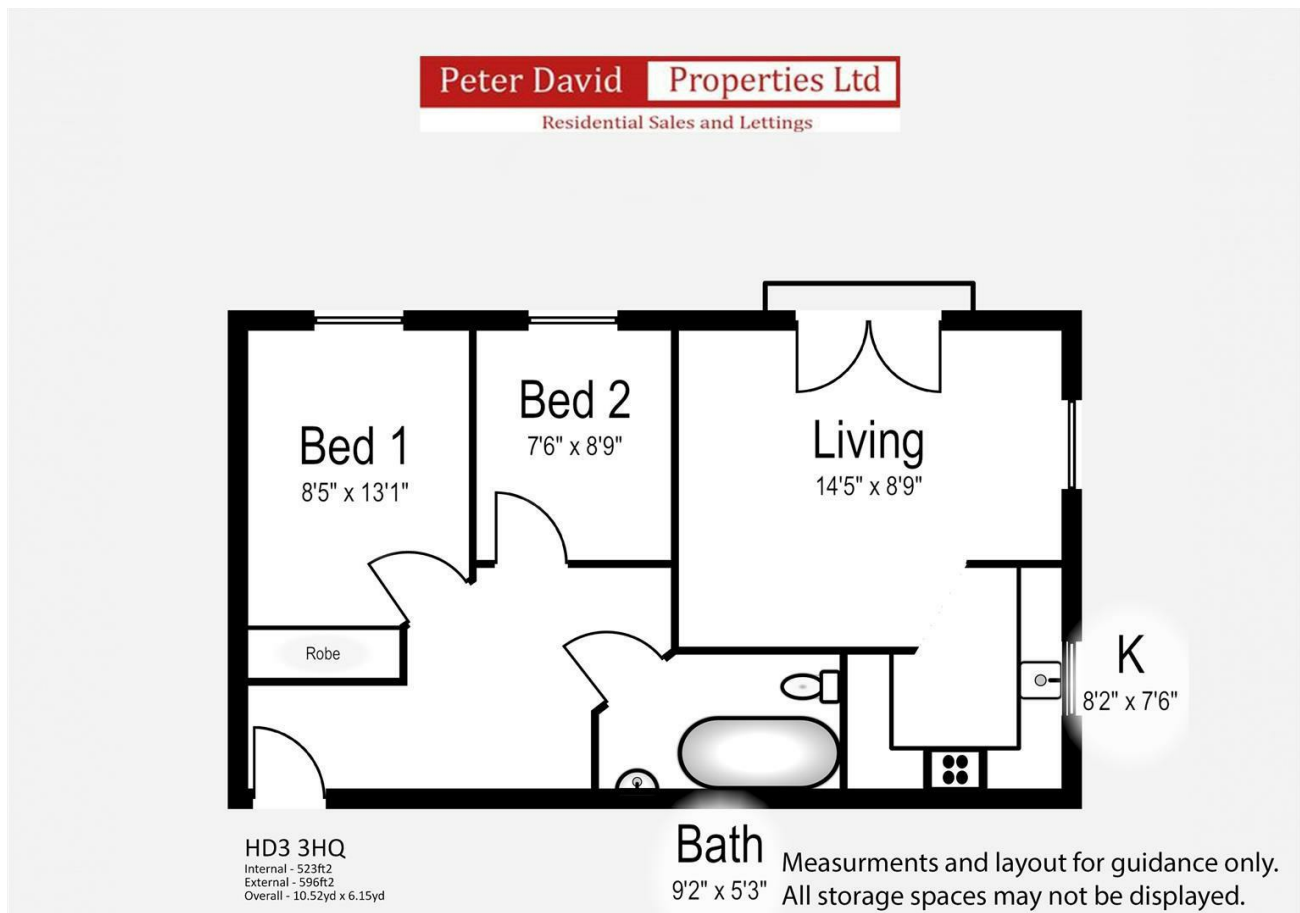 Peter David Properties Ltd
Residential Sales and Lettings
Bed 1
8'5" x 13'1"
Bed 2
7'6" x 8'9"
Living
14'5" x 8'9"
Robe
K
8'2" x 7'6"
Bath
9'2" x 5'3"
HD3 3HQ
Internal - 523ft2
External - 596ft2
Overall - 10.52yd x 6.15yd
Measurments and layout for guidance only.
All storage spaces may not be displayed.